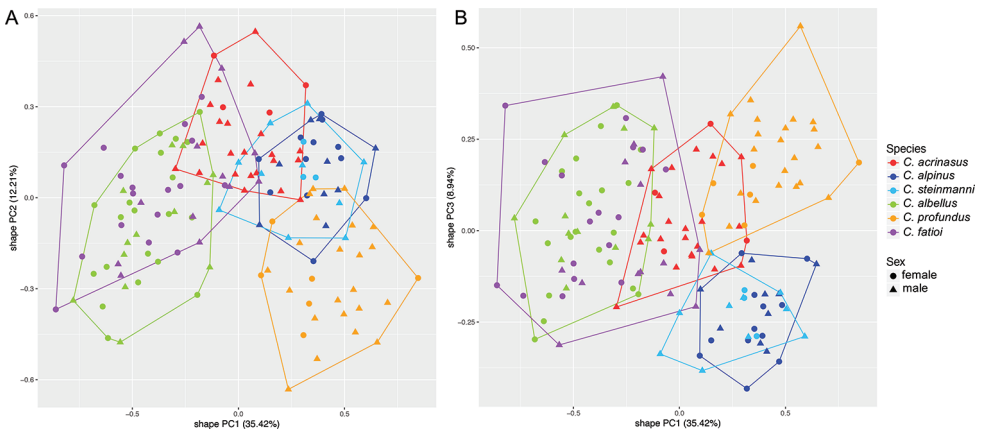 A
B
0.6
0.3
0.0
−0.3
−0.6
shape PC2 (12.21%)
−0.5
0.0
0.5
shape PC1 (35.42%)
0.50
0.25
0.00
−0.25
shape PC3 (8.94%)
−0.5
0.0
0.5
shape PC1 (35.42%)
Species
C. acrinasus
C. alpinus
C. steinmanni
C. albellus
C. profundus
C. fatioi
Sex
female
male